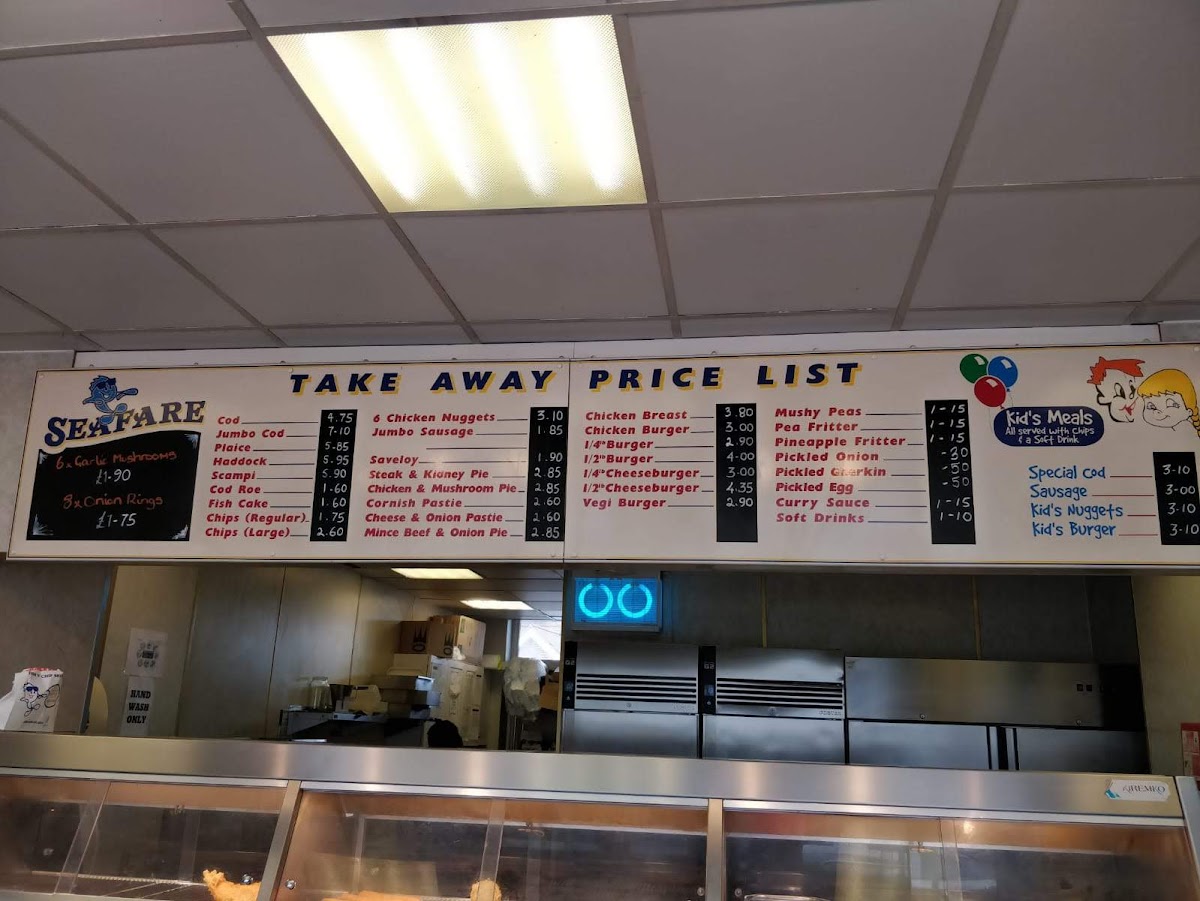 TAKE AWAY PRICE LIST
SEAFARE
6 x Garlic Mushrooms
£1-90
8 x Onion Rings
£1-75
Cod 4.75
Jumbo Cod 7-10
Plaice 5-85
Haddock 5-95
Scampi 5.90
Cod Roe 1.60
Fish Cake 1.60
Chips (Regular) 1.75
Chips (Large) 2.60
6 Chicken Nuggets 3.10
Jumbo Sausage 1.85
Saveloy 1.90
Steak & Kidney Pie 2.85
Chicken & Mushroom Pie 2.85
Cornish Pastie 2.60
Cheese & Onion Pastie 2.60
Mince Beef & Onion Pie 2.85
Chicken Breast 3.80
Chicken Burger 3.00
1/4lb Burger 2.90
1/2lb Burger 4.00
1/4lb Cheeseburger 3.00
1/2lb Cheeseburger 4.35
Vegi Burger 2.90
Mushy Peas 1-15
Pea Fritter 1-15
Pineapple Fritter 1-15
Pickled Onion -30
Pickled Gherkin -50
Pickled Egg -50
Curry Sauce 1-15
Soft Drinks 1-10
Kid's Meals
All served with Chips
& a Soft Drink
Special Cod 3-10
Sausage 3-00
Kid's Nuggets 3.10
Kid's Burger 3-10
HAND
WASH
ONLY